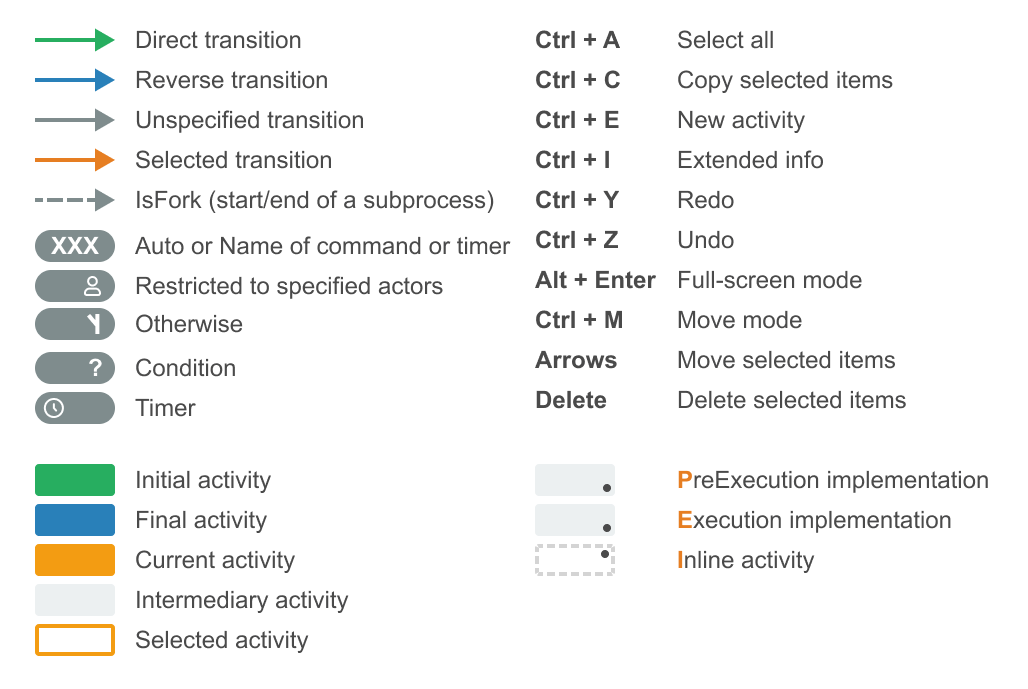 Direct transition
Reverse transition
Unspecified transition
Selected transition
IsFork (start/end of a subprocess)
XXX Auto or Name of command or timer
Restricted to specified actors
Otherwise
? Condition
Timer
Ctrl + A Select all
Ctrl + C Copy selected items
Ctrl + E New activity
Ctrl + I Extended info
Ctrl + Y Redo
Ctrl + Z Undo
Alt + Enter Full-screen mode
Ctrl + M Move mode
Arrows Move selected items
Delete Delete selected items
Initial activity
Final activity
Current activity
Intermediary activity
Selected activity
PreExecution implementation
Execution implementation
Inline activity